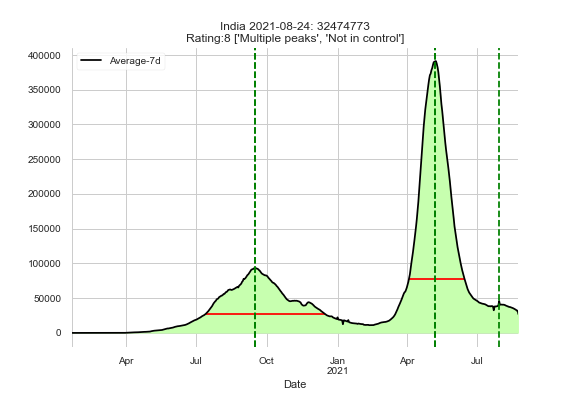 India 2021-08-24: 32474773
Rating:8 ['Multiple peaks', 'Not in control']
Average-7d
400000
350000
300000
250000
200000
150000
100000
50000
0
Apr
Jul
Oct
Jan
2021
Apr
Jul
Date